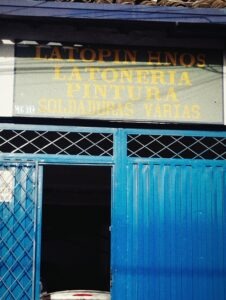 LATOPIN HNOS.
LATONERIA
PINTURA
SOLDADURAS VARIAS